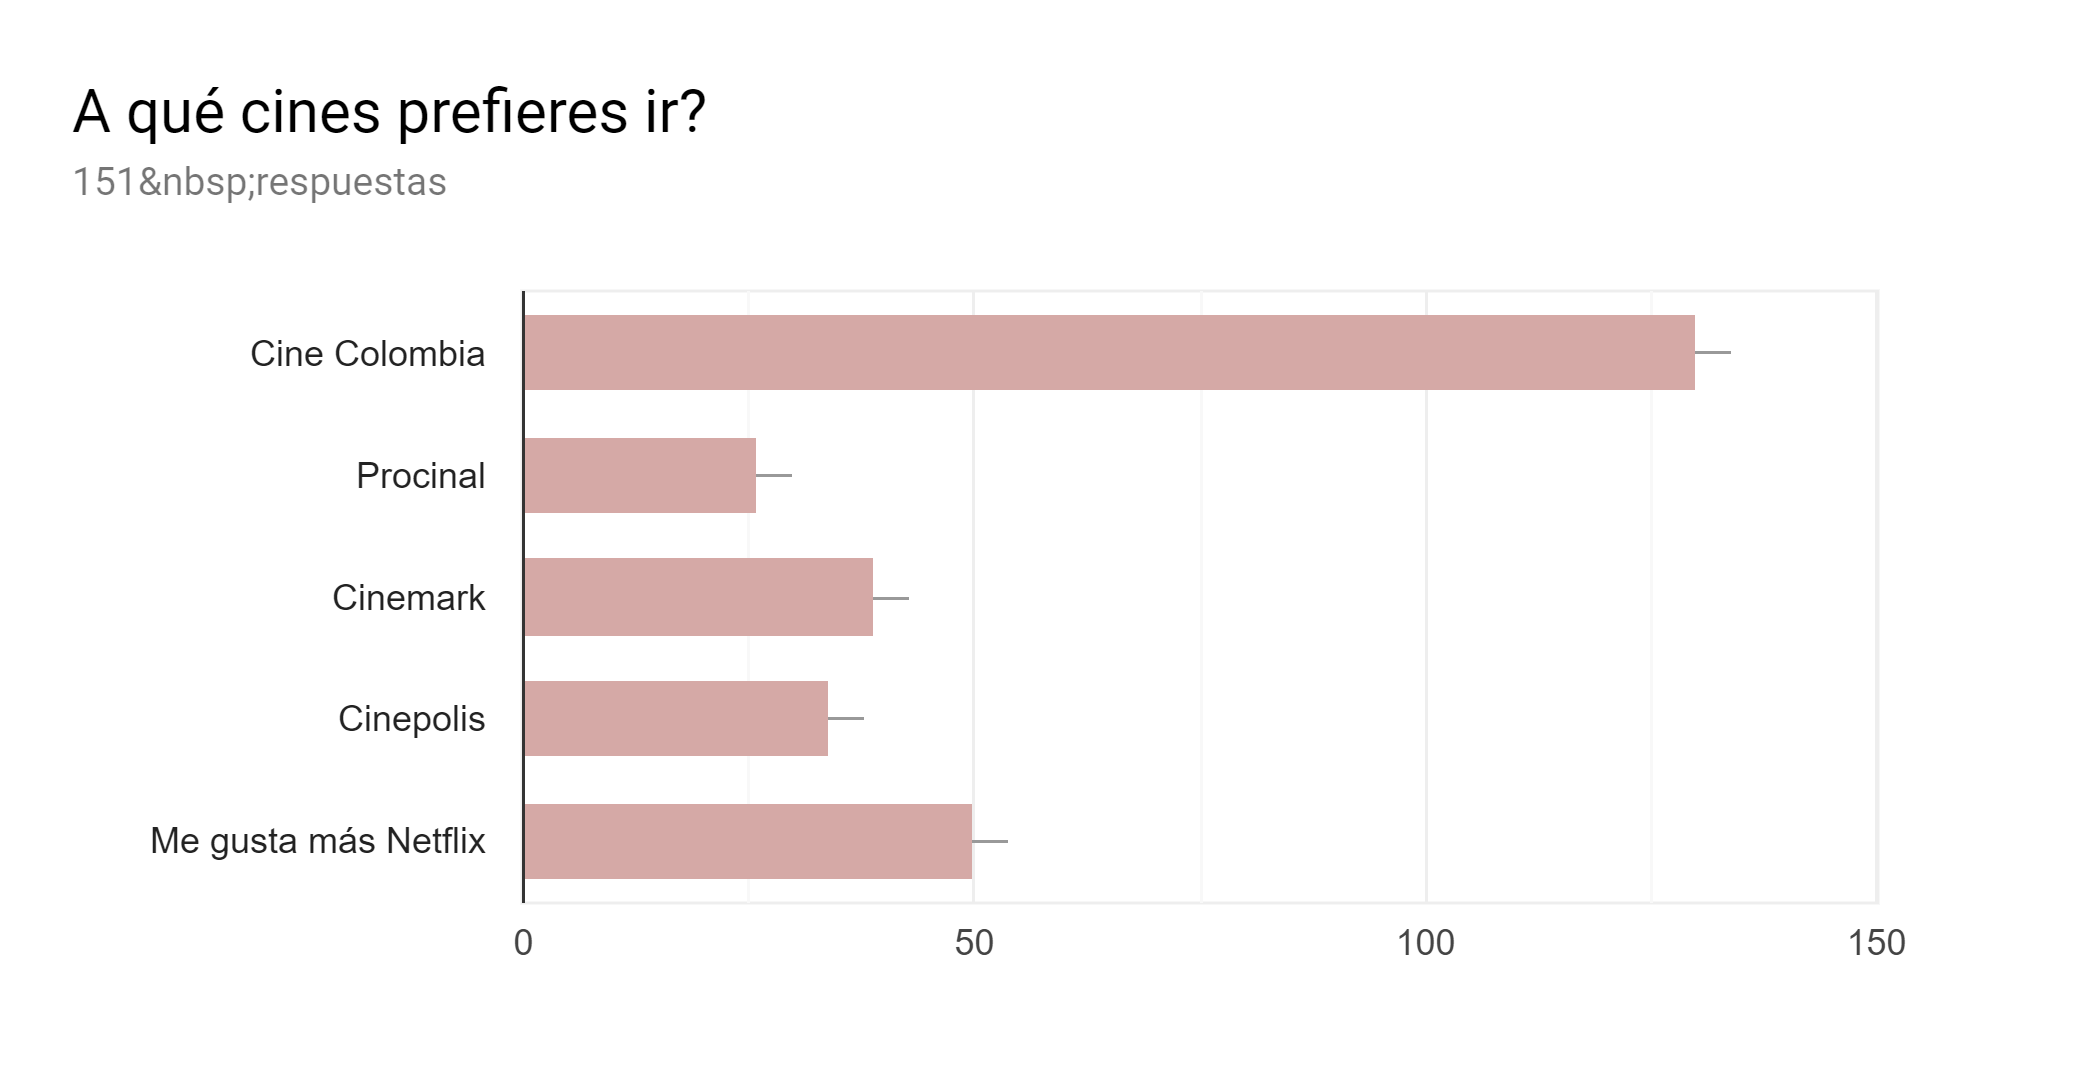 A qué cines prefieres ir?
151&nbsp;respuestas
Cine Colombia
Procinal
Cinemark
Cinepolis
Me gusta más Netflix
0 50 100 150